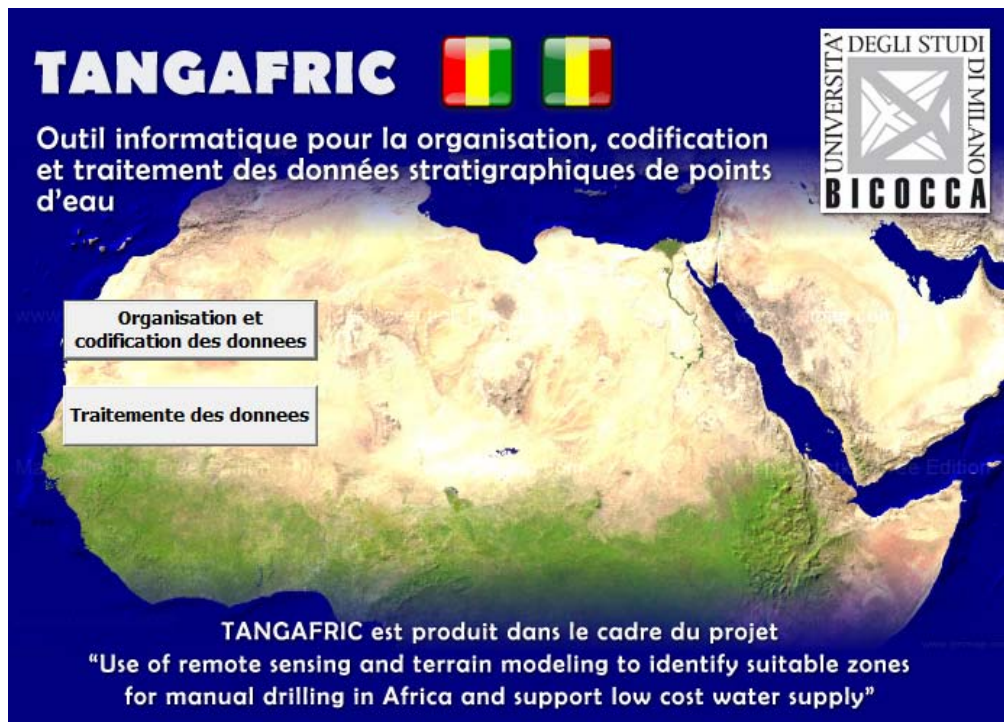 TANGAFRIC
Outil informatique pour la organisation, codification
et traitement des données stratigraphiques de points
d'eau
UNIVERSITA'
DEGLI STUDI
DI MILANO
BICOCCA
Organisation et
codification des donnees
Traitemente des donnees
TANGAFRIC est produit dans le cadre du projet
"Use of remote sensing and terrain modeling to identify suitable zones
for manual drilling in Africa and support low cost water supply"